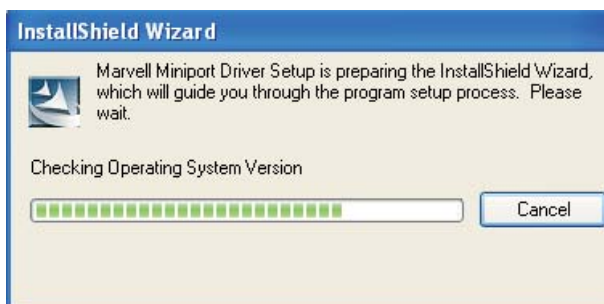 InstallShield Wizard
Marvell Miniport Driver Setup is preparing the InstallShield Wizard,
which will guide you through the program setup process. Please
wait.
Checking Operating System Version
Cancel